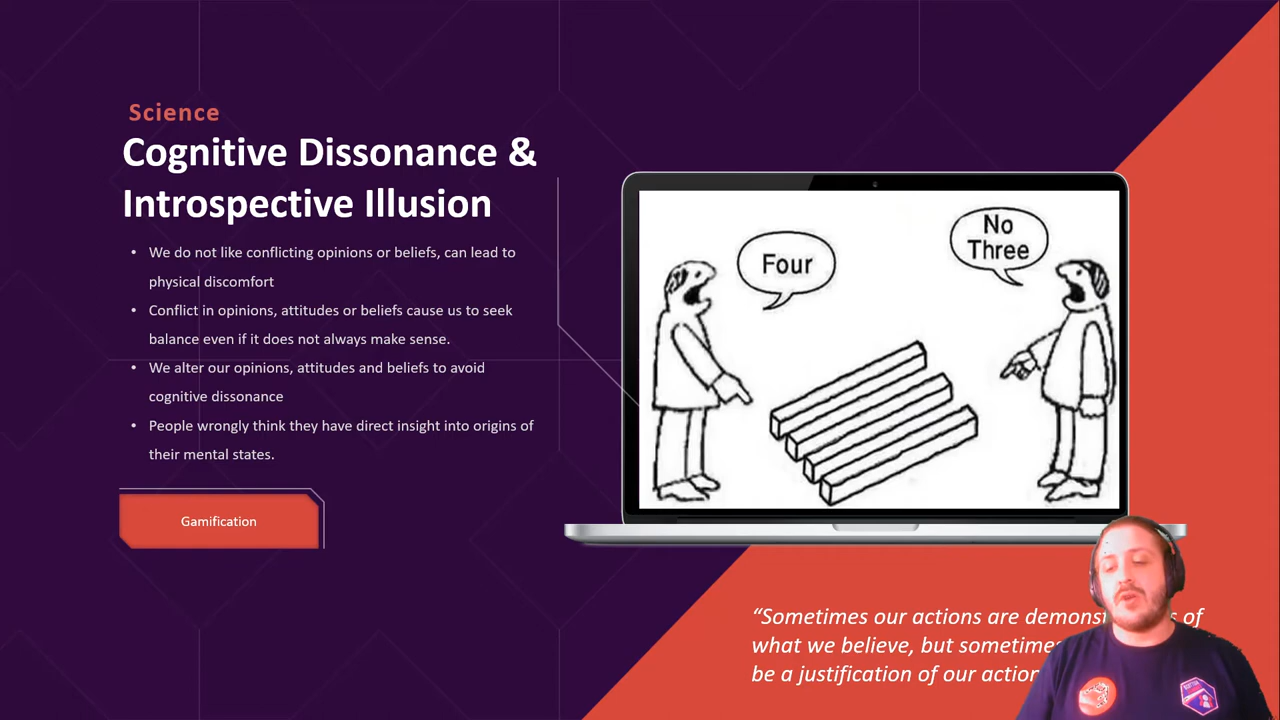 Science
Cognitive Dissonance &
Introspective Illusion
• We do not like conflicting opinions or beliefs, can lead to
physical discomfort
• Conflict in opinions, attitudes or beliefs cause us to seek
balance even if it does not always make sense.
• We alter our opinions, attitudes and beliefs to avoid
cognitive dissonance
• People wrongly think they have direct insight into origins of
their mental states.
Gamification
Four
No
Three
“Sometimes our actions are of
what we believe, but sometimes
be a justification of our